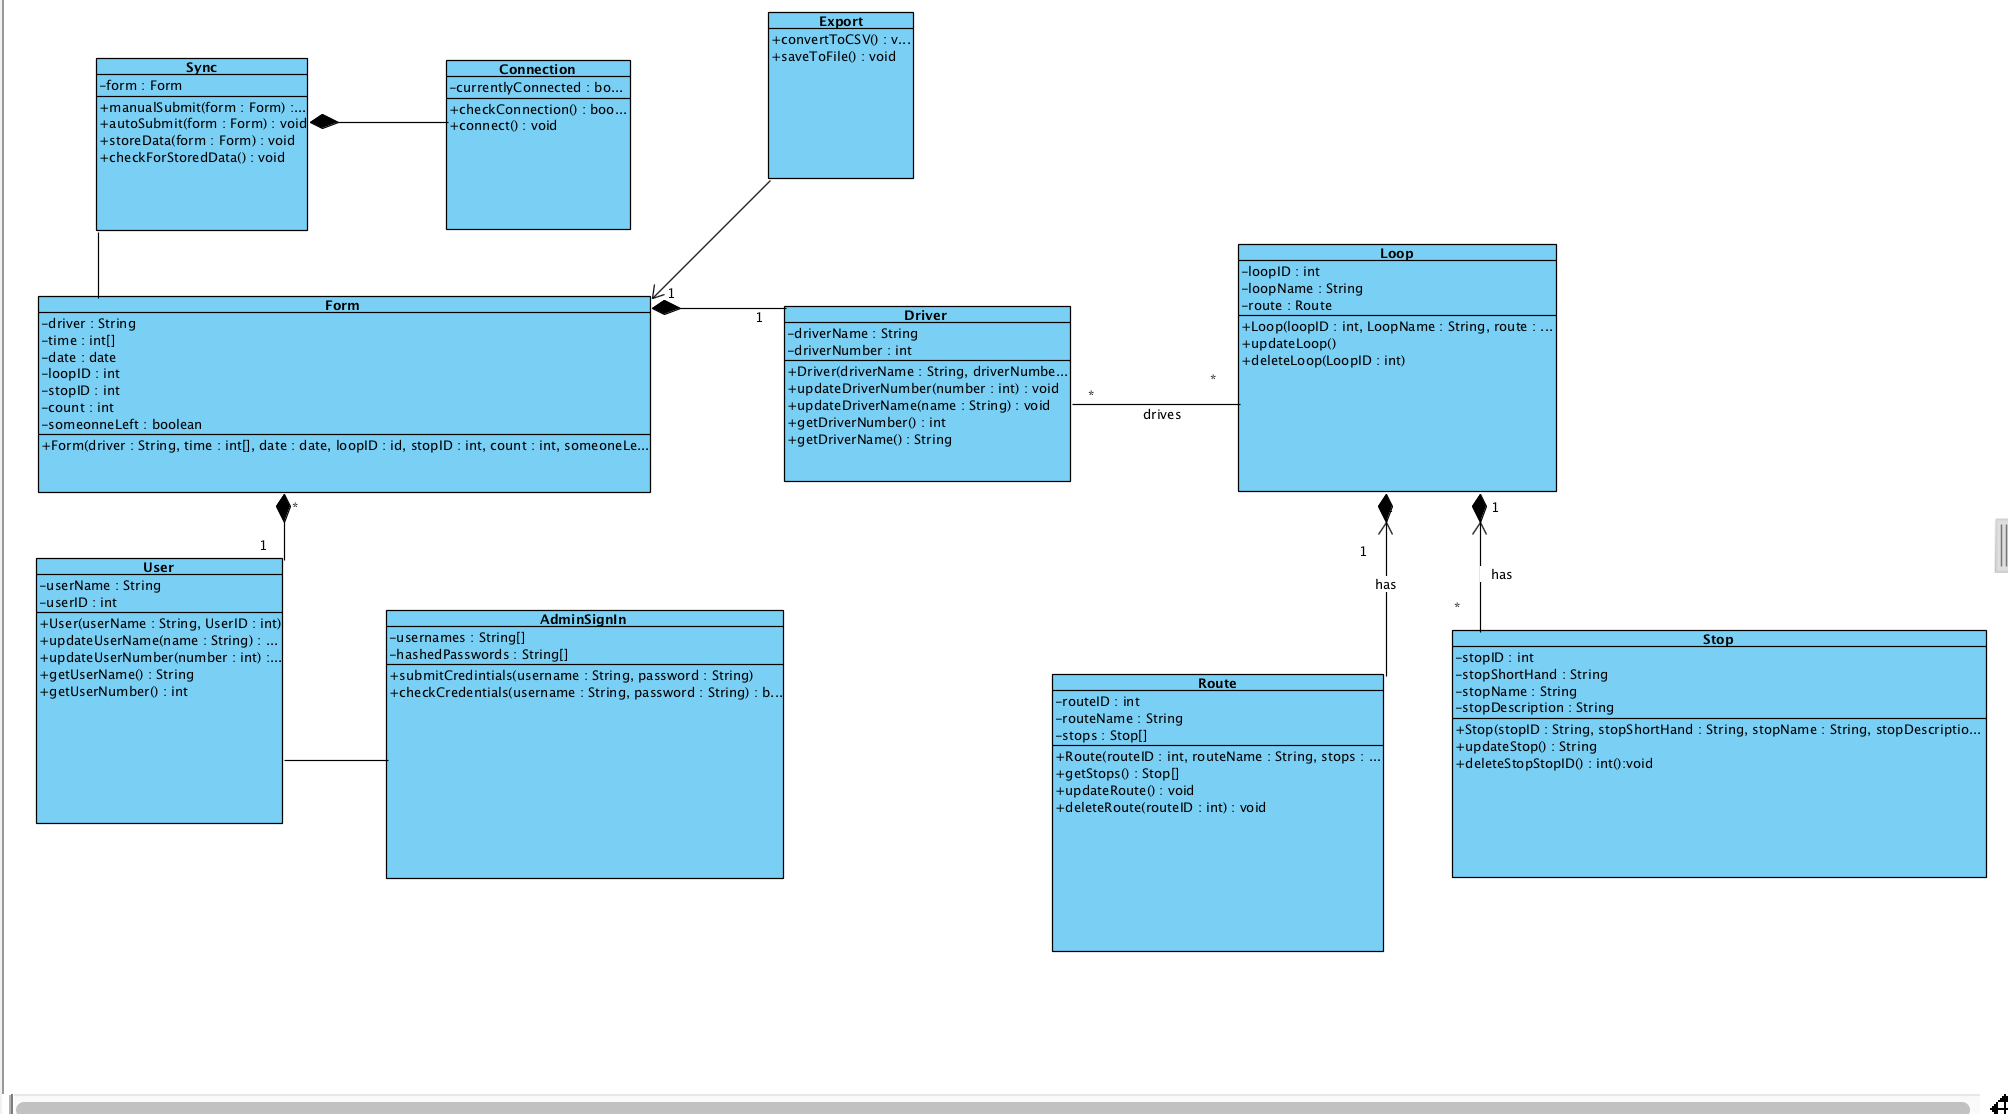 Export
+convertToCSV() : v...
+saveToFile() : void
Sync
-form : Form
+manualSubmit(form : Form) :...
+autoSubmit(form : Form) : void
+storeData(form : Form) : void
+checkForStoredData() : void
Connection
-currentlyConnected : bo...
+checkConnection() : boo...
+connect() : void
Form
-driver : String
-time : int[]
-date : date
-loopID : int
-stopID : int
-count : int
-someonneLeft : boolean
+Form(driver : String, time : int[], date : date, loopID : id, stopID : int, count : int, someoneLe...
1
1
Driver
-driverName : String
-driverNumber : int
+Driver(driverName : String, driverNumbe...
+updateDriverNumber(number : int) : void
+updateDriverName(name : String) : void
+getDriverNumber() : int
+getDriverName() : String
*
*
drives
Loop
-loopID : int
-loopName : String
-route : Route
+Loop(loopID : int, LoopName : String, route : ...
+updateLoop()
+deleteLoop(LoopID : int)
*
1
User
-userName : String
-userID : int
+User(userName : String, UserID : int)
+updateUserName(name : String) : ...
+updateUserNumber(number : int) :...
+getUserName() : String
+getUserNumber() : int
AdminSignIn
-usernames : String[]
-hashedPasswords : String[]
+submitCredintials(username : String, password : String)
+checkCredentials(username : String, password : String) : b...
1
has
1
has
*
Route
-routeID : int
-routeName : String
-stops : Stop[]
+Route(routeID : int, routeName : String, stops : ...
+getStops() : Stop[]
+updateRoute() : void
+deleteRoute(routeID : int) : void
Stop
-stopID : int
-stopShortHand : String
-stopName : String
-stopDescription : String
+Stop(stopID : String, stopShortHand : String, stopName : String, stopDescriptio...
+updateStop() : String
+deleteStopStopID() : int():void